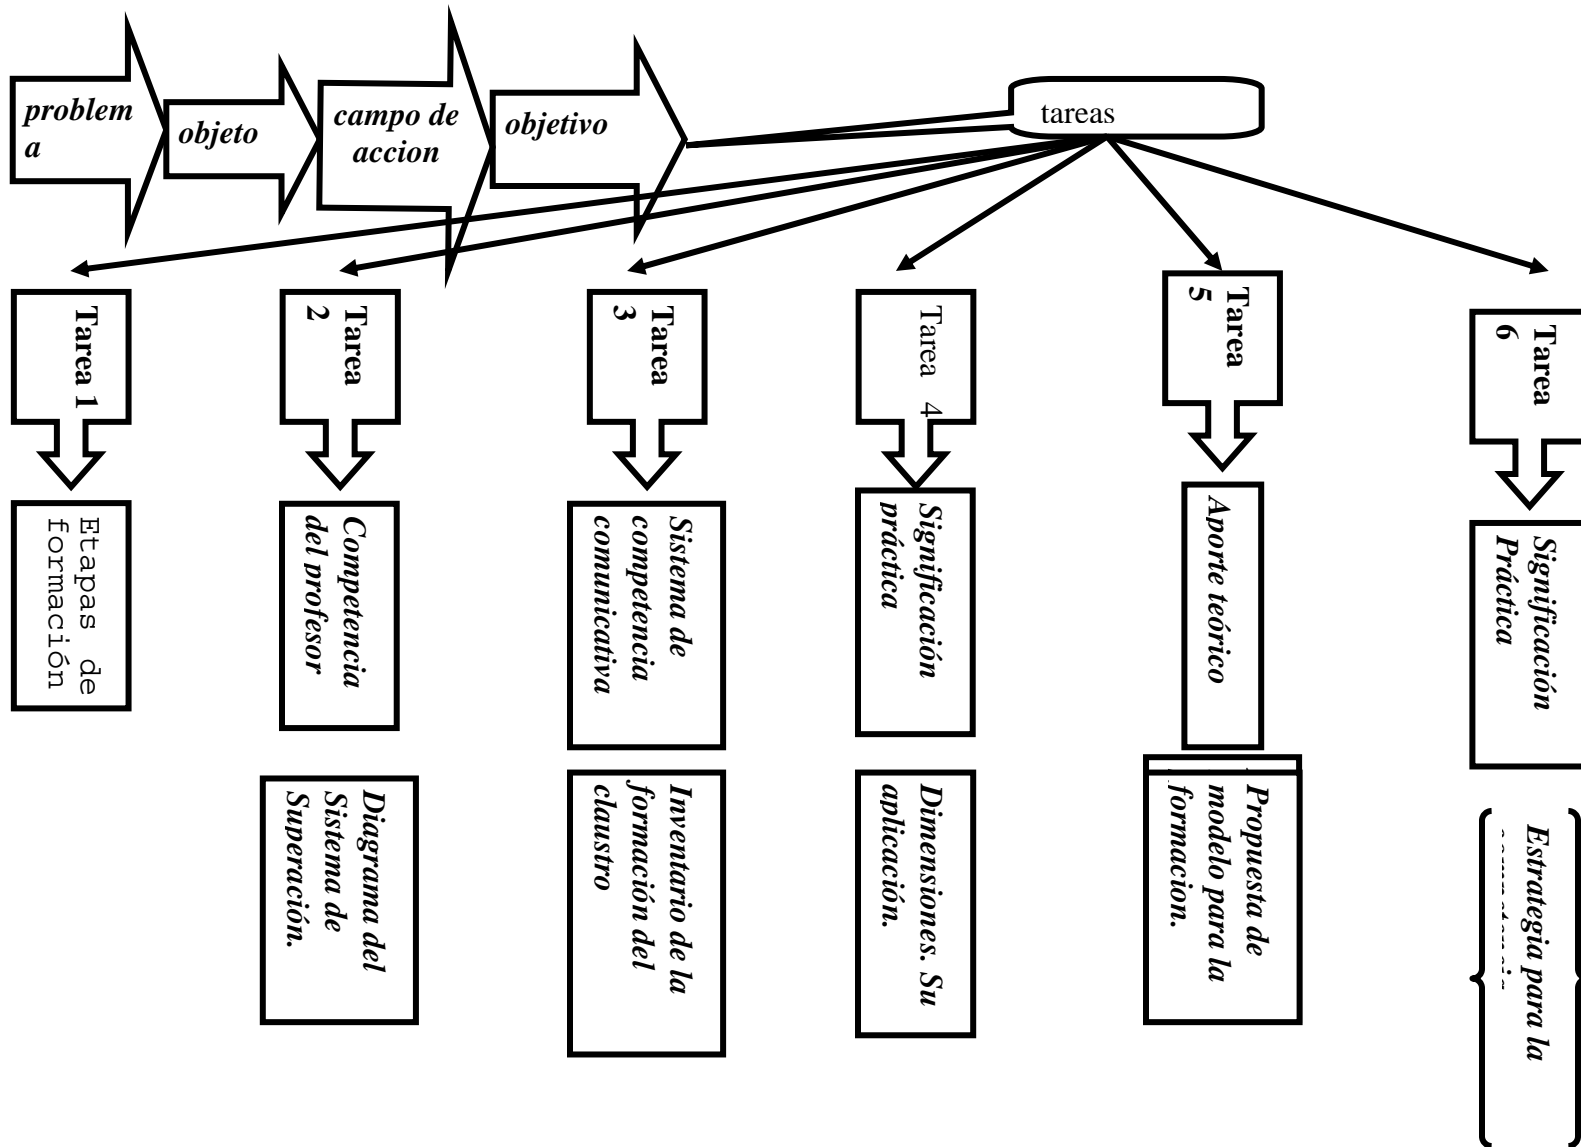 problem
a
objeto
campo de
accion
objetivo
tareas
Tarea 1
Tarea
2
Tarea
3
Tarea 4
Tarea
5
Tarea
6
Etapas de
formación
Competencia
del profesor
Sistema de
competencia
comunicativa
Significación
práctica
Aporte teórico
Significación
Práctica
Diagrama del
Sistema de
Superación.
Inventario de la
formación del
claustro
Dimensiones. Su
aplicación.
Propuesta de
modelo para la
formacion.
Estrategia para la